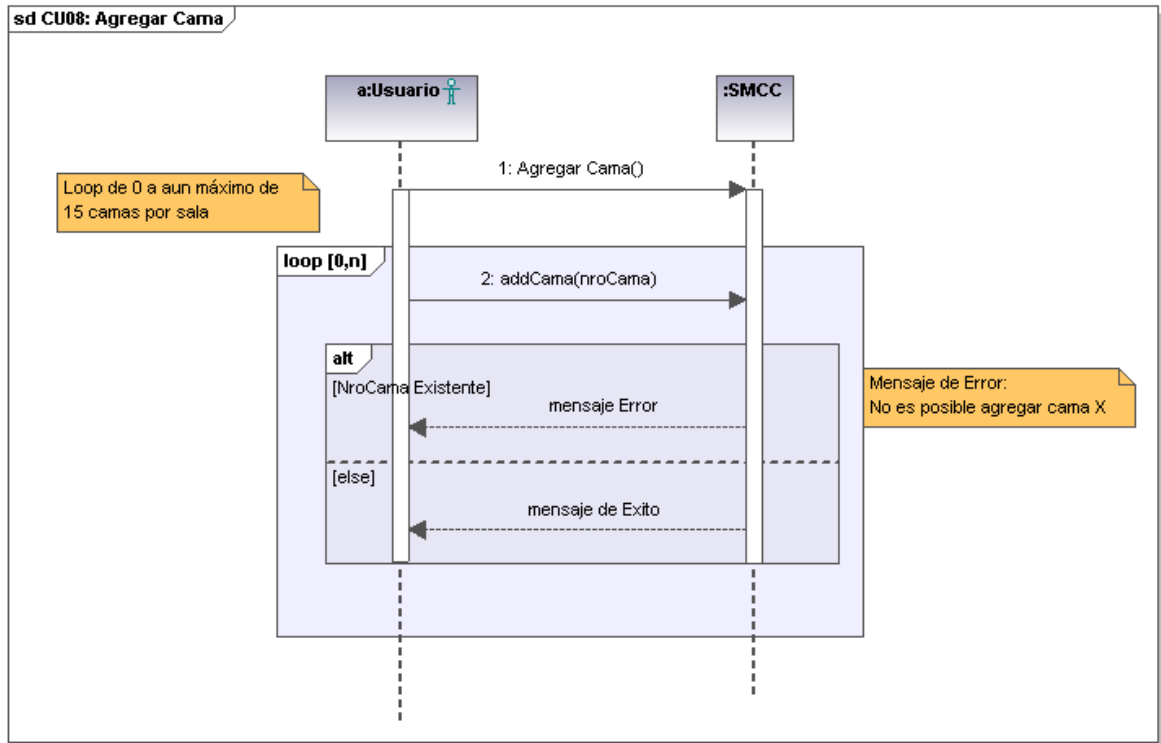 sd CU08: Agregar Cama
a:Usuario
:SMCC
1: Agregar Cama()
Loop de 0 a aun máximo de
15 camas por sala
loop [0,n]
2: addCama(nroCama)
alt
[NroCama Existente]
mensaje Error
Mensaje de Error:
No es posible agregar cama X
[else]
mensaje de Exito